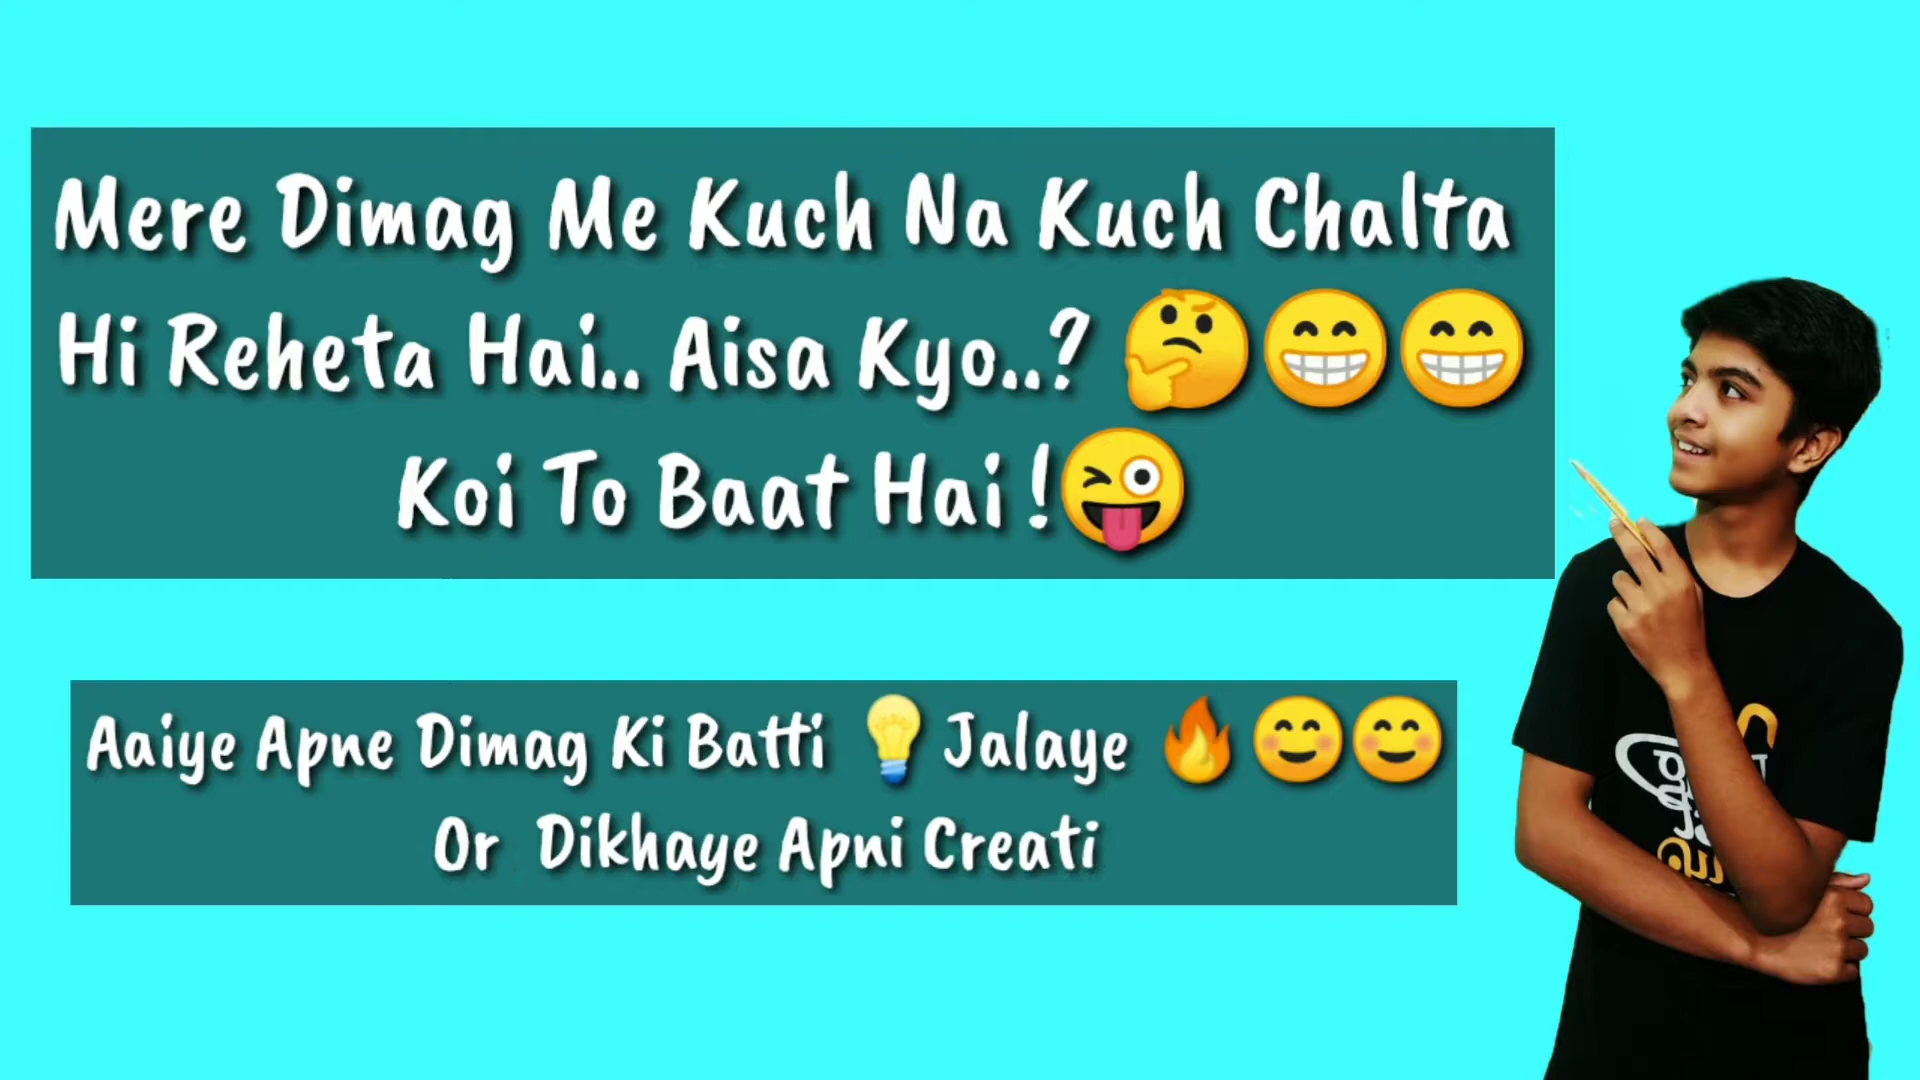 Mere Dimag Me Kuch Na Kuch Chalta
Hi Reheta Hai.. Aisa Kyo..? 🤔😁😁
Koi To Baat Hai !😜
Aaiye Apne Dimag Ki Batti 💡Jalaye 🔥😊😊
Or Dikhaye Apni Creati